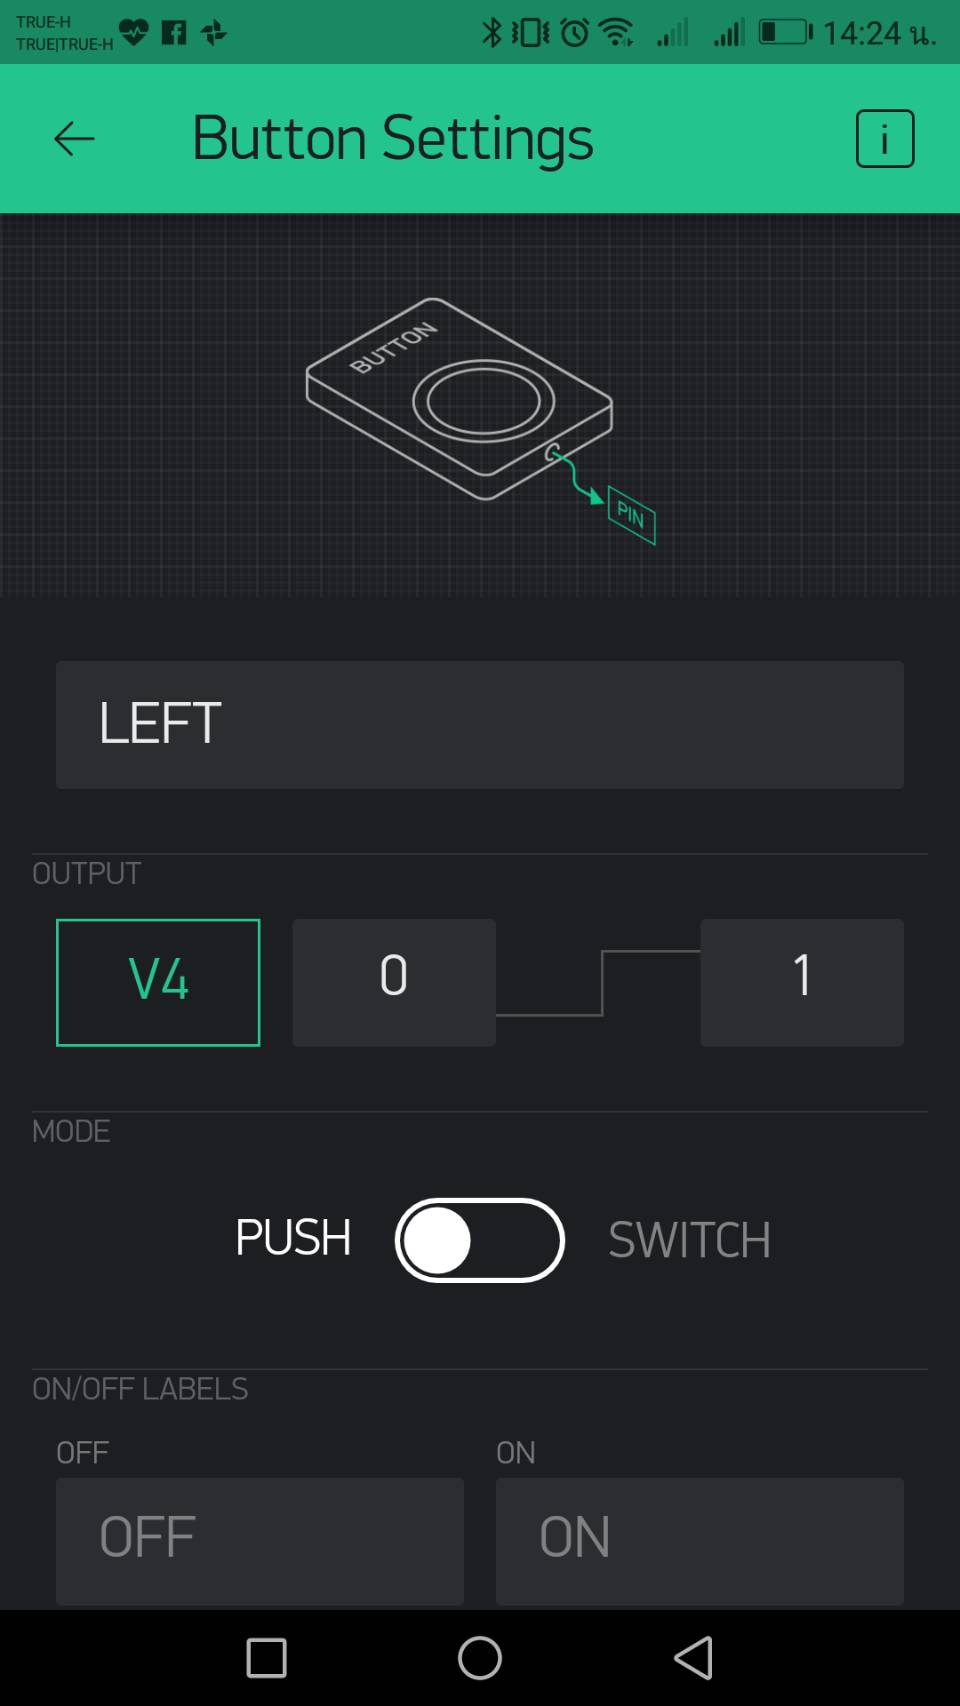 TRUE-H
TRUE|TRUE-H
14:24 น.
Button Settings
i
BUTTON
PIN
LEFT
OUTPUT
V4 0 1
MODE
PUSH SWITCH
ON/OFF LABELS
OFF ON
OFF ON